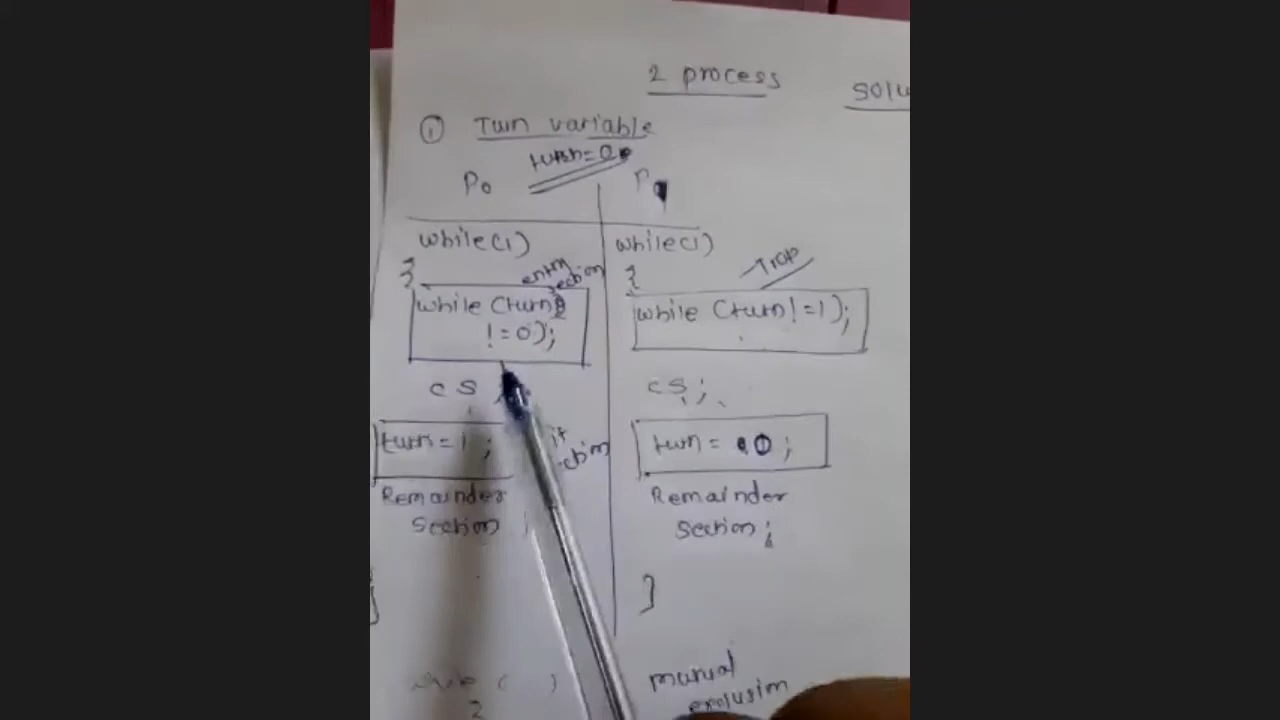 2 process
solu
① Turn variable
turn=0
P0
while(1)
{
entry
section
while (turn
!=0);
cs ;
turn=1 ;
Remainder
section ;
while(1)
{
Trap
while (turn!=1);
cs;
turn= 0 ;
Remainder
section;
}
mutual
exclusion